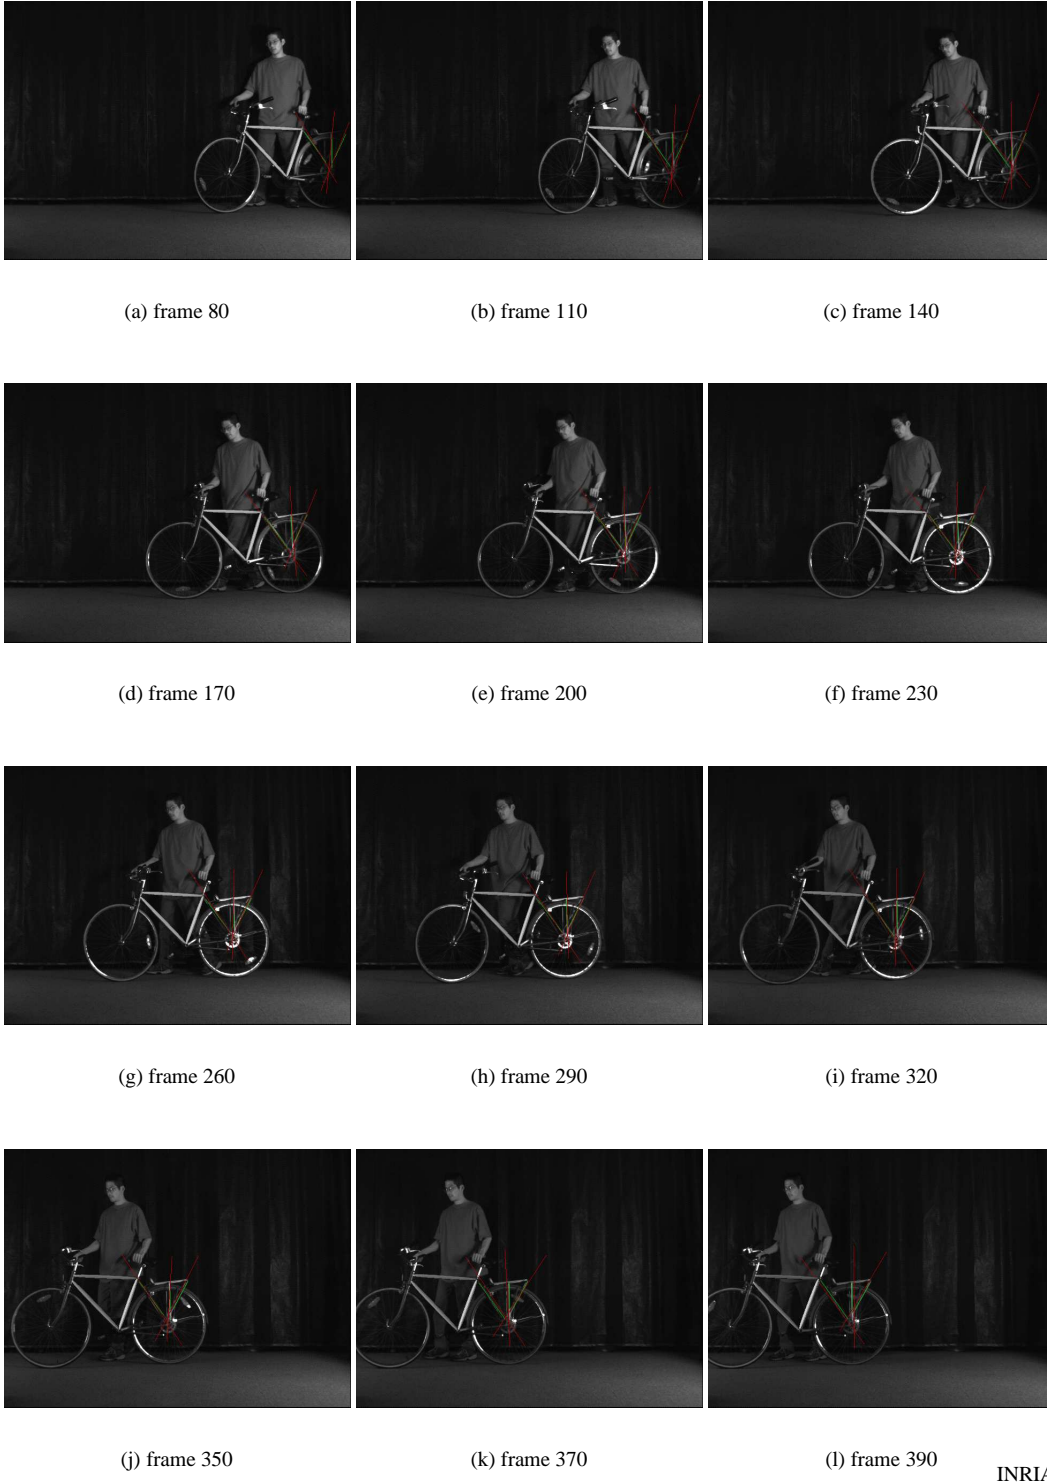 (a) frame 80
(b) frame 110
(c) frame 140
(d) frame 170
(e) frame 200
(f) frame 230
(g) frame 260
(h) frame 290
(i) frame 320
(j) frame 350
(k) frame 370
(l) frame 390
INRIA